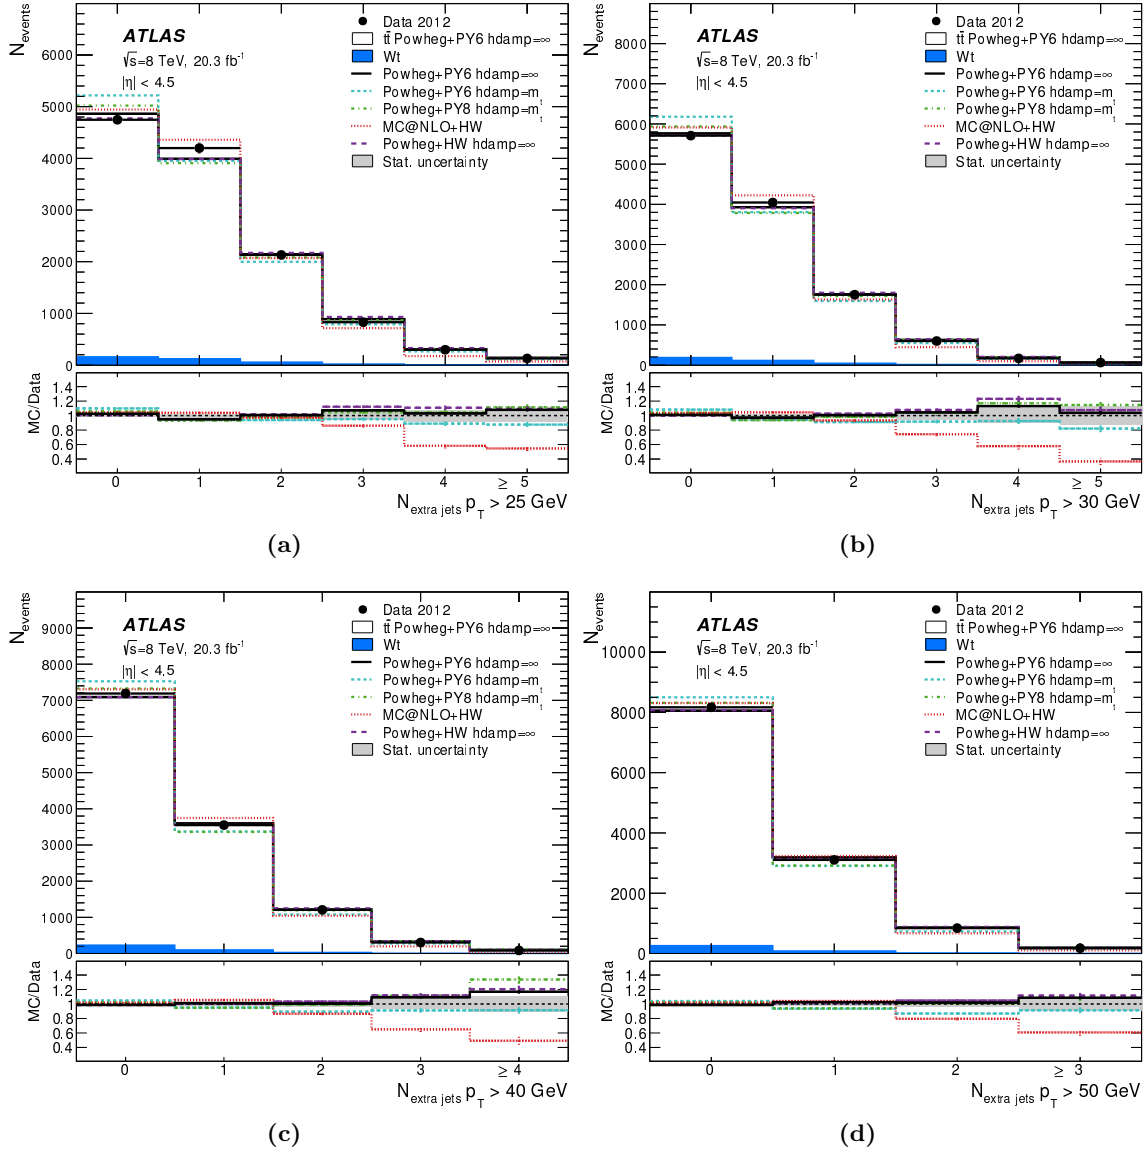 N_events
6000
5000
4000
3000
2000
1000
0
ATLAS
√s=8 TeV, 20.3 fb⁻¹
|η| < 4.5
Data 2012
tt̄ Powheg+PY6 hdamp=∞
Wt
Powheg+PY6 hdamp=∞
Powheg+PY6 hdamp=m_t
Powheg+PY8 hdamp=m_t
MC@NLO+HW
Powheg+HW hdamp=∞
Stat. uncertainty
MC/Data
1.4
1.2
1.0
0.8
0.6
0.4
0 1 2 3 4 ≥ 5
N_extra jets p_T > 25 GeV
(a)
N_events
8000
7000
6000
5000
4000
3000
2000
1000
0
ATLAS
√s=8 TeV, 20.3 fb⁻¹
|η| < 4.5
Data 2012
tt̄ Powheg+PY6 hdamp=∞
Wt
Powheg+PY6 hdamp=∞
Powheg+PY6 hdamp=m_t
Powheg+PY8 hdamp=m_t
MC@NLO+HW
Powheg+HW hdamp=∞
Stat. uncertainty
MC/Data
1.4
1.2
1.0
0.8
0.6
0.4
0 1 2 3 4 ≥ 5
N_extra jets p_T > 30 GeV
(b)
N_events
9000
8000
7000
6000
5000
4000
3000
2000
1000
0
ATLAS
√s=8 TeV, 20.3 fb⁻¹
|η| < 4.5
Data 2012
tt̄ Powheg+PY6 hdamp=∞
Wt
Powheg+PY6 hdamp=∞
Powheg+PY6 hdamp=m_t
Powheg+PY8 hdamp=m_t
MC@NLO+HW
Powheg+HW hdamp=∞
Stat. uncertainty
MC/Data
1.4
1.2
1
0.8
0.6
0.4
0 1 2 3 ≥ 4
N_extra jets p_T > 40 GeV
(c)
N_events
10000
8000
6000
4000
2000
0
ATLAS
√s=8 TeV, 20.3 fb⁻¹
|η| < 4.5
Data 2012
tt̄ Powheg+PY6 hdamp=∞
Wt
Powheg+PY6 hdamp=∞
Powheg+PY6 hdamp=m_t
Powheg+PY8 hdamp=m_t
MC@NLO+HW
Powheg+HW hdamp=∞
Stat. uncertainty
MC/Data
1.4
1.2
1
0.8
0.6
0.4
0 1 2 ≥ 3
N_extra jets p_T > 50 GeV
(d)